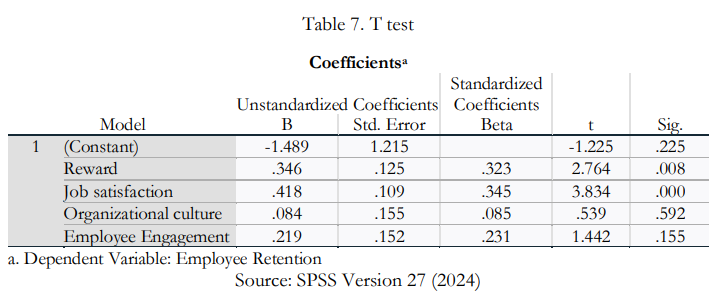 Table 7. T test
Coefficientsᵃ
Unstandardized Coefficients Standardized Coefficients
Model B Std. Error Beta t Sig.
1 (Constant) -1.489 1.215 -1.225 .225
Reward .346 .125 .323 2.764 .008
Job satisfaction .418 .109 .345 3.834 .000
Organizational culture .084 .155 .085 .539 .592
Employee Engagement .219 .152 .231 1.442 .155
a. Dependent Variable: Employee Retention
Source: SPSS Version 27 (2024)